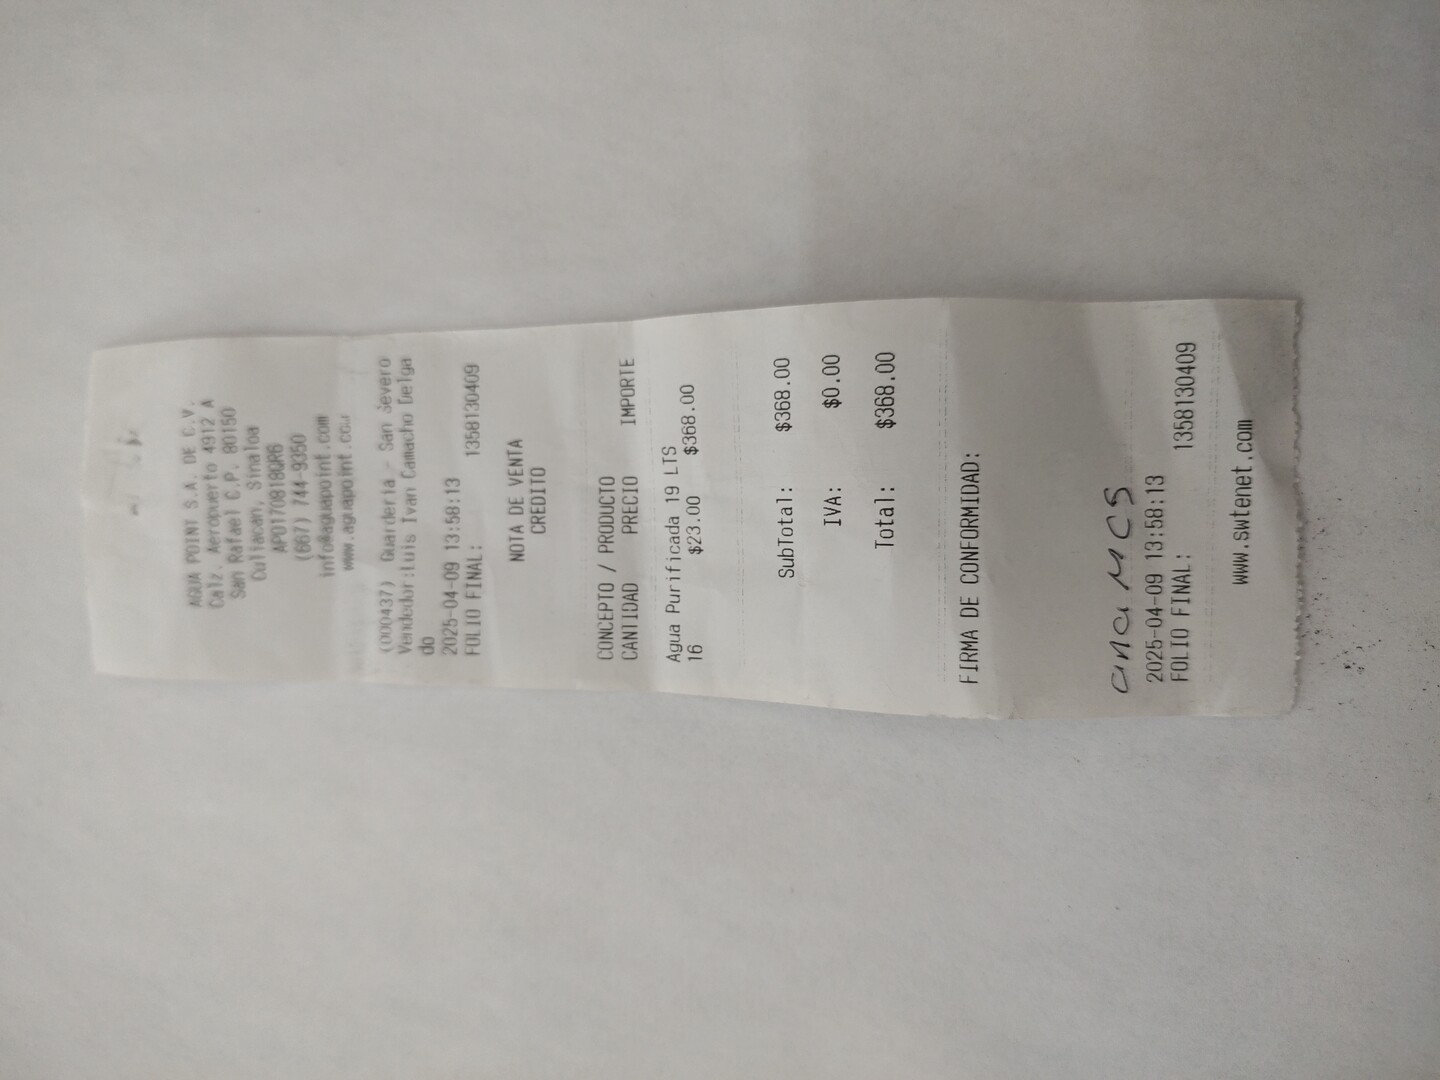 AGUA POINT S.A. DE C.V.
Calz. Aeropuerto 4912 A
San Rafael C.P. 80150
Culiacan, Sinaloa
APO170818QR6
(667) 744-9350
info@aguapoint.com
www.aguapoint.com
(000437) Guarderia.- San Severo
Vendedor:Luis Ivan Camacho Delga
do
2025-04-09 13:58:13
FOLIO FINAL: 1358130409
NOTA DE VENTA
CREDITO
CONCEPTO / PRODUCTO
CANTIDAD PRECIO IMPORTE
Agua Purificada 19 LTS
16 $23.00 $368.00
SubTotal: $368.00
IVA: $0.00
Total: $368.00
FIRMA DE CONFORMIDAD:
ana MCS
2025-04-09 13:58:13
FOLIO FINAL: 1358130409
www.swtenet.com